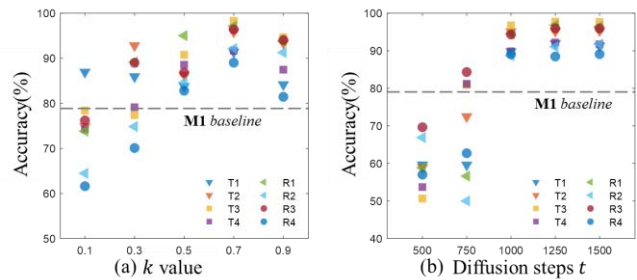 100
90
80
70
60
50
Accuracy(%)
M1 baseline
T1 R1
T2 R2
T3 R3
T4 R4
0.1 0.3 0.5 0.7 0.9
(a) k value
100
90
80
70
60
50
40
Accuracy(%)
M1 baseline
T1 R1
T2 R2
T3 R3
T4 R4
500 750 1000 1250 1500
(b) Diffusion steps t